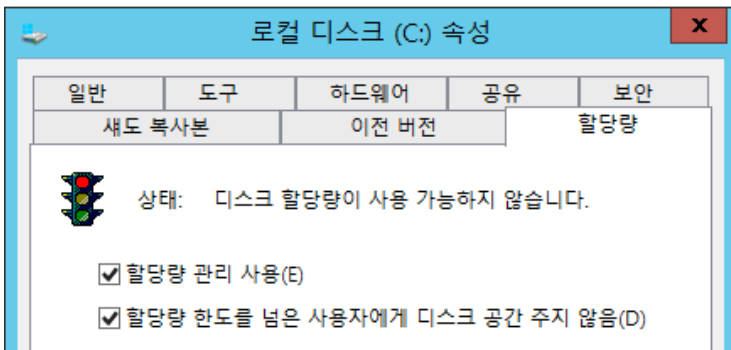 로컬 디스크 (C:) 속성
x
일반 도구 하드웨어 공유 보안
섀도 복사본 이전 버전 할당량
상태: 디스크 할당량이 사용 가능하지 않습니다.
할당량 관리 사용(E)
할당량 한도를 넘은 사용자에게 디스크 공간 주지 않음(D)